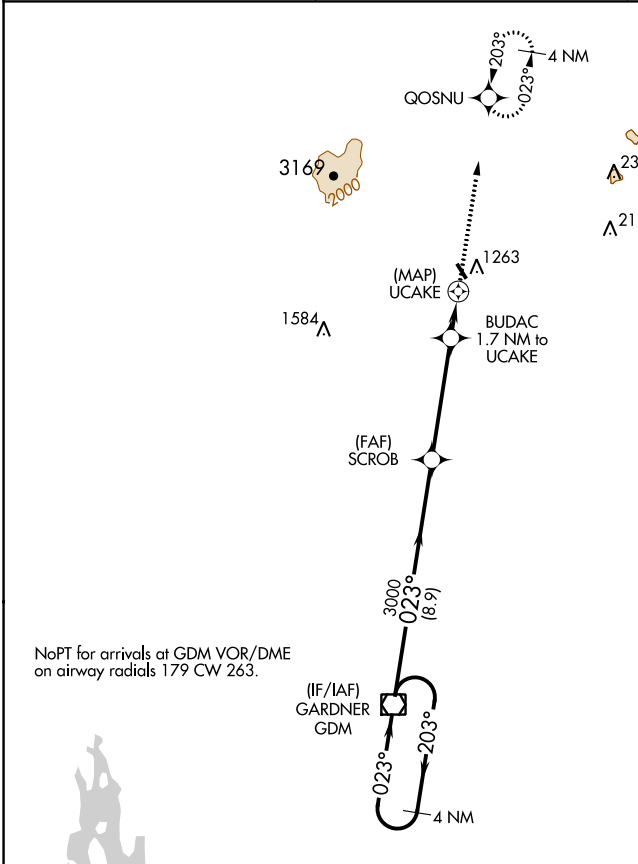 203°
4 NM
023°
QOSNU
3169
2000
23
21
1263
(MAP)
UCAKE
1584
BUDAC
1.7 NM to
UCAKE
(FAF)
SCROB
3000
023°
(8.9)
NoPT for arrivals at GDM VOR/DME
on airway radials 179 CW 263.
(IF/IAF)
GARDNER
GDM
203°
023°
4 NM